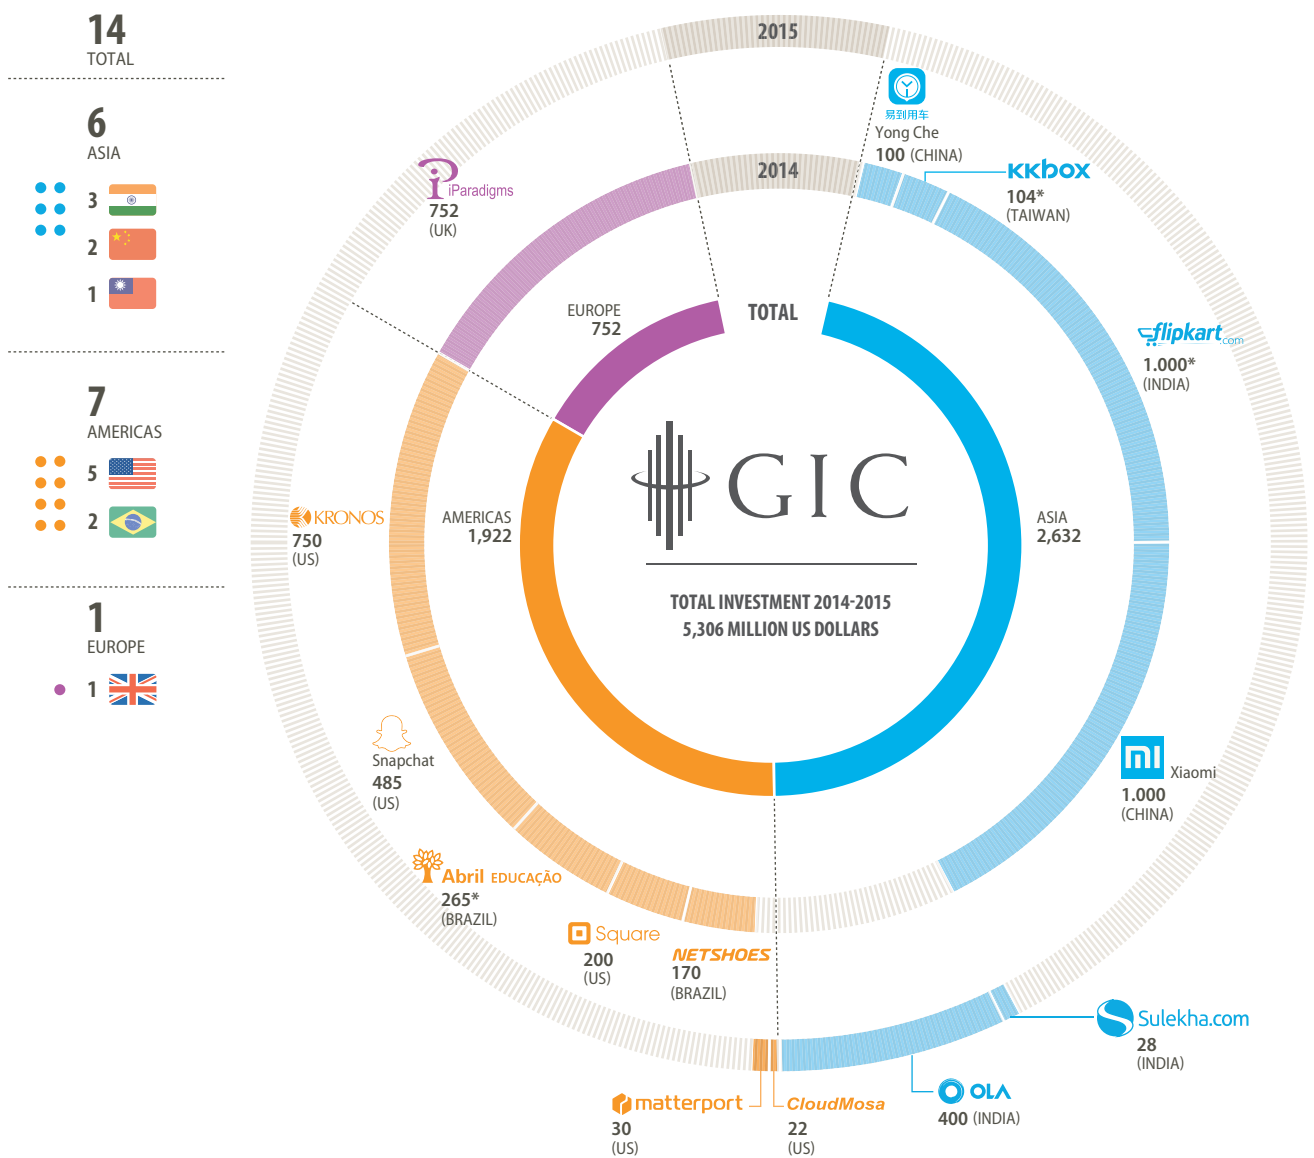 14
TOTAL
6
ASIA
3
2
1
7
AMERICAS
5
2
1
EUROPE
1
2015
2014
TOTAL
易到用车
Yong Che
100 (CHINA)
KKBOX
104*
(TAIWAN)
flipkart.com
1.000*
(INDIA)
mi
Xiaomi
1.000
(CHINA)
Sulekha.com
28
(INDIA)
OLA
400 (INDIA)
CloudMosa
22
(US)
matterport
30
(US)
NETSHOES
170
(BRAZIL)
Square
200
(US)
Abril EDUCAÇÃO
265*
(BRAZIL)
Snapchat
485
(US)
KRONOS
750
(US)
iParadigms
752
(UK)
EUROPE
752
AMERICAS
1,922
ASIA
2,632
GIC
TOTAL INVESTMENT 2014-2015
5,306 MILLION US DOLLARS